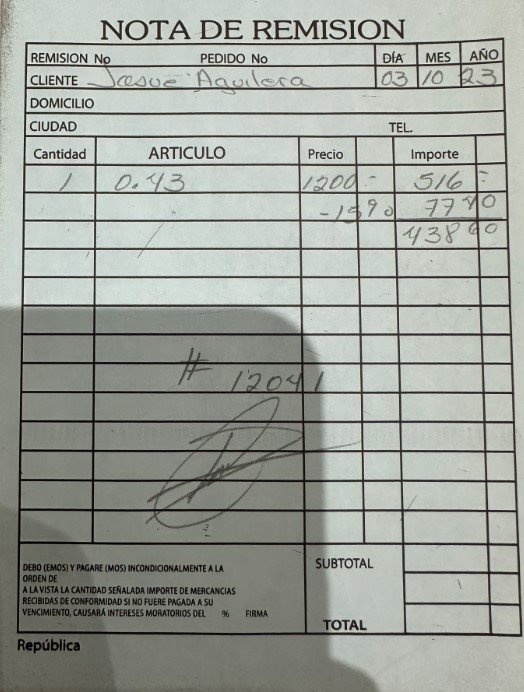 NOTA DE REMISION
REMISION No PEDIDO No DÍA MES AÑO
CLIENTE Josue Aguilera 03 10 23
DOMICILIO
CIUDAD TEL.
Cantidad ARTICULO Precio Importe
1 0.43 1200.- 516.-
-15% 77 40
438 60
# 12041
DEBO (EMOS) Y PAGARE (MOS) INCONDICIONALMENTE A LA
ORDEN DE
A LA VISTA LA CANTIDAD SEÑALADA IMPORTE DE MERCANCIAS
RECIBIDAS DE CONFORMIDAD SI NO FUERE PAGADA A SU
VENCIMIENTO, CAUSARÁ INTERESES MORATORIOS DEL % FIRMA
SUBTOTAL
TOTAL
República